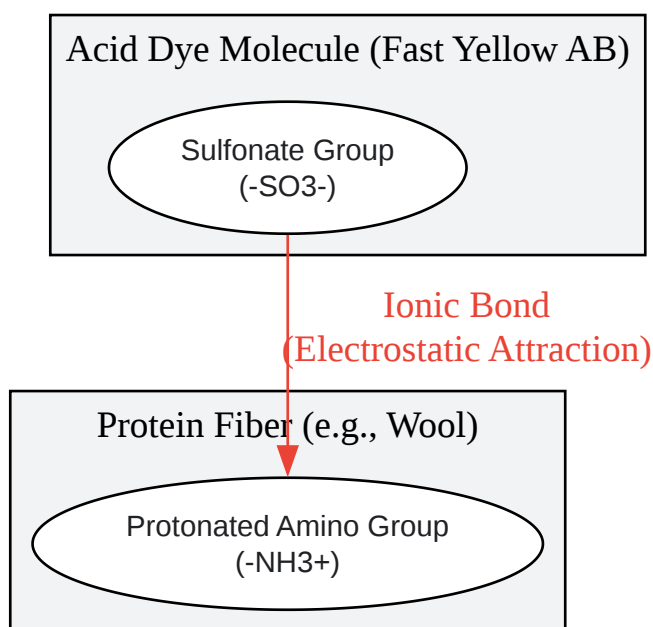 Acid Dye Molecule (Fast Yellow AB)
Sulfonate Group
(-SO3-)
Ionic Bond
(Electrostatic Attraction)
Protein Fiber (e.g., Wool)
Protonated Amino Group
(-NH3+)